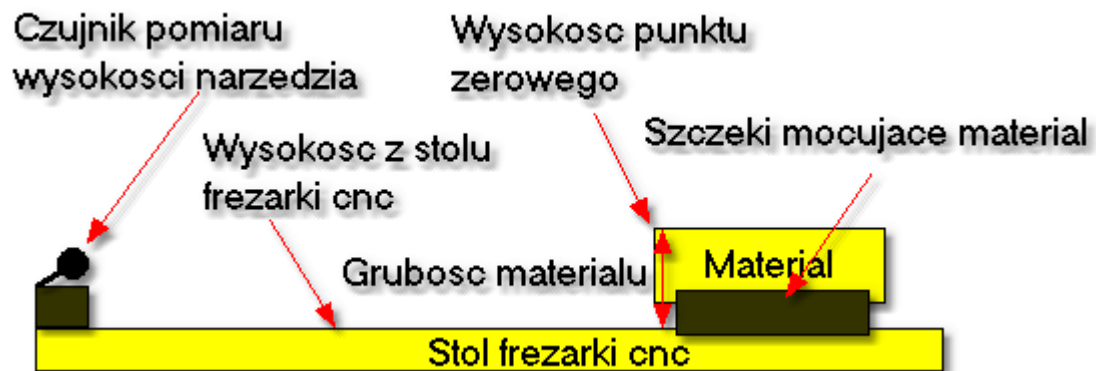 Czujnik pomiaru
wysokosci narzedzia
Wysokosc punktu
zerowego
Szczeki mocujace material
Wysokosc z stolu
frezarki cnc
Grubosc materialu
Material
Stol frezarki cnc